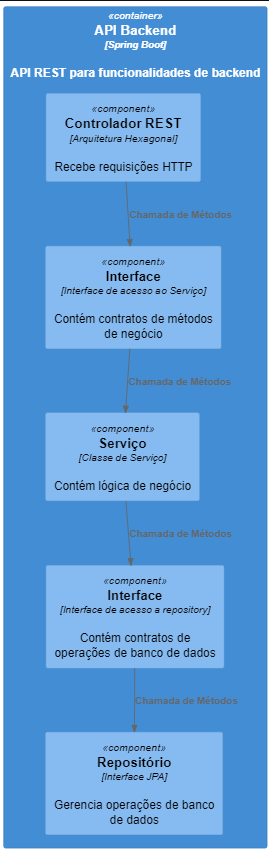 «container»
API Backend
[Spring Boot]
API REST para funcionalidades de backend
«component»
Controlador REST
[Arquitetura Hexagonal]
Recebe requisições HTTP
Chamada de Métodos
«component»
Interface
[Interface de acesso ao Serviço]
Contém contratos de métodos
de negócio
Chamada de Métodos
«component»
Serviço
[Classe de Serviço]
Contém lógica de negócio
Chamada de Métodos
«component»
Interface
[Interface de acesso a repository]
Contém contratos de
operações de banco de dados
Chamada de Métodos
«component»
Repositório
[Interface JPA]
Gerencia operações de banco
de dados